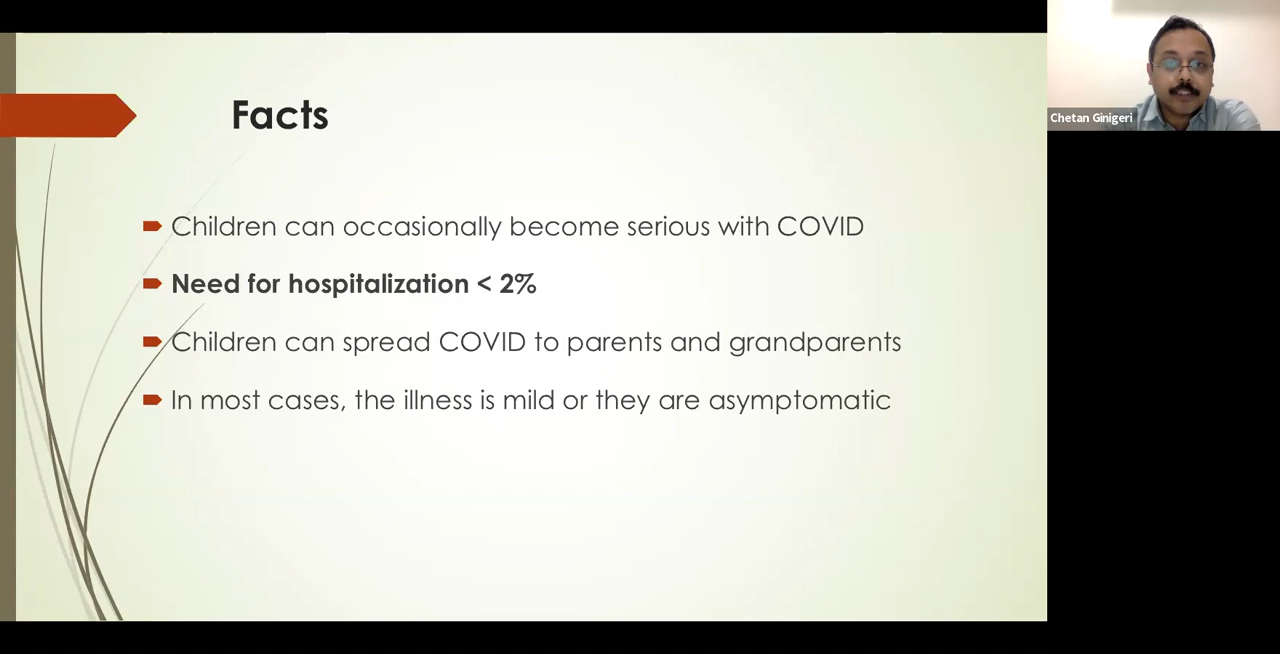 Facts
Children can occasionally become serious with COVID
Need for hospitalization < 2%
Children can spread COVID to parents and grandparents
In most cases, the illness is mild or they are asymptomatic
Chetan Ginigeri